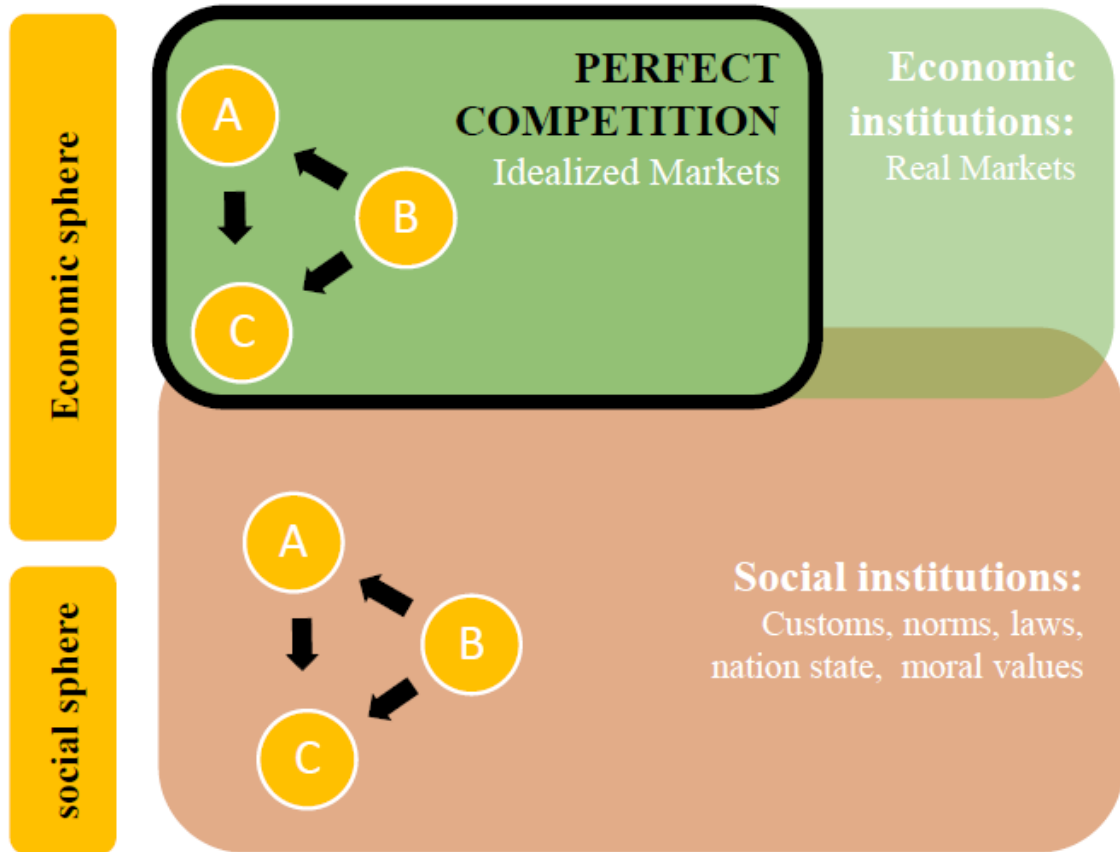 Economic sphere
social sphere
PERFECT
COMPETITION
Idealized Markets
Economic
institutions:
Real Markets
A
B
C
A
B
C
Social institutions:
Customs, norms, laws,
nation state, moral values